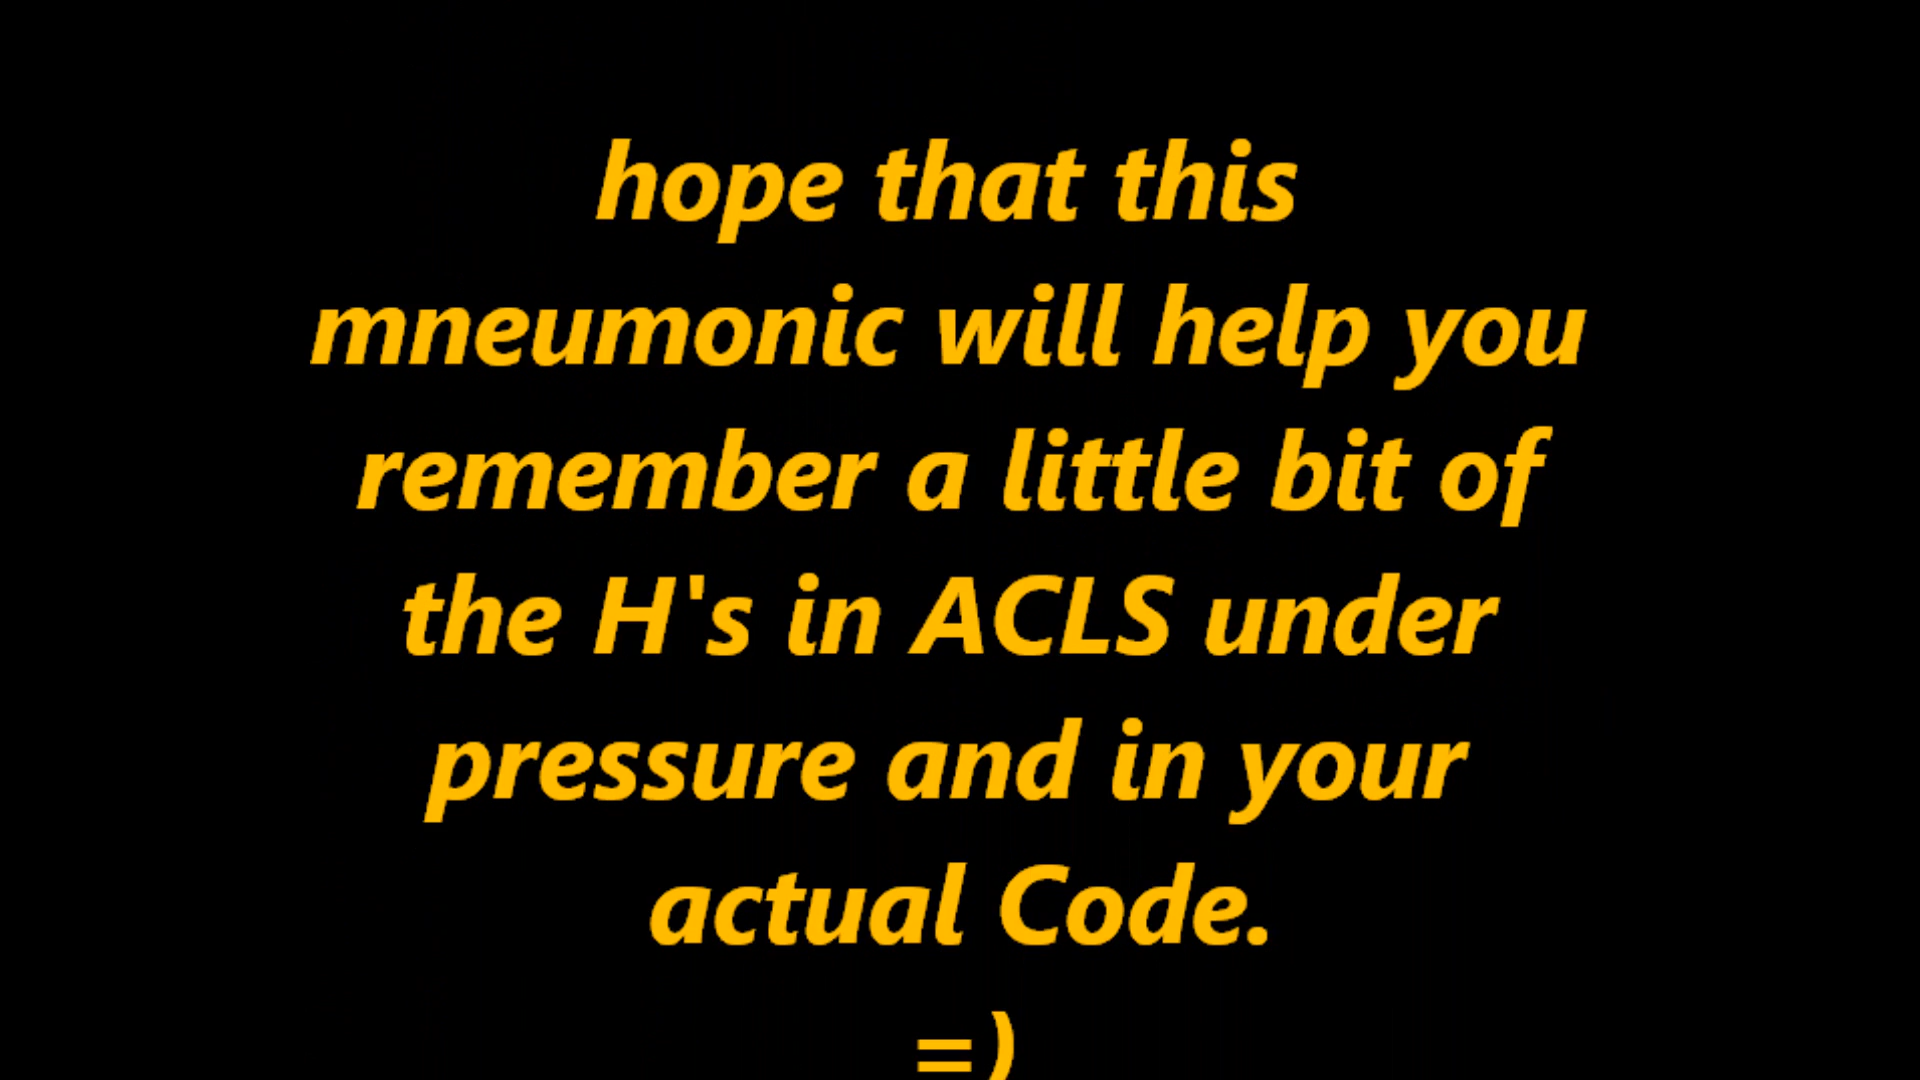 hope that this
mneumonic will help you
remember a little bit of
the H's in ACLS under
pressure and in your
actual Code.
=)